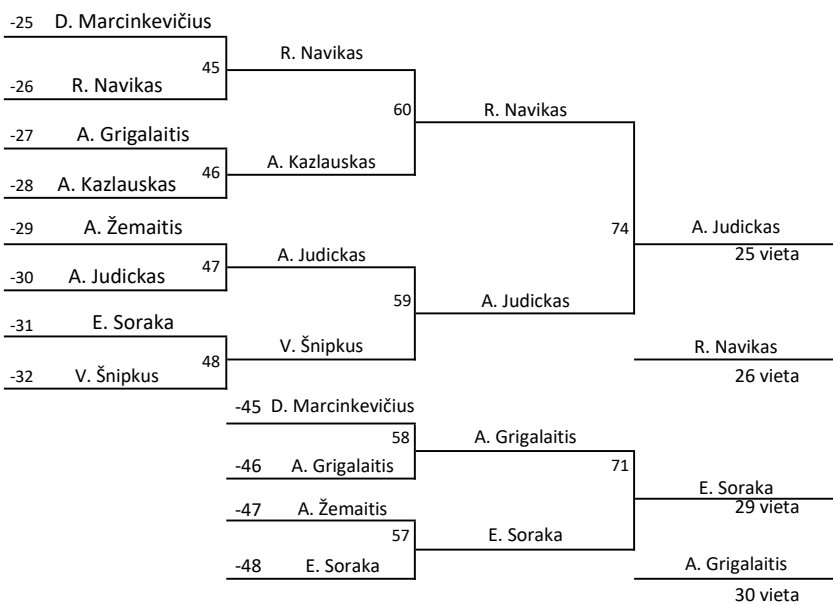 -25 D. Marcinkevičius
R. Navikas
45
-26 R. Navikas
60 R. Navikas
-27 A. Grigalaitis
A. Kazlauskas
46
-28 A. Kazlauskas
-29 A. Žemaitis
74 A. Judickas
25 vieta
A. Judickas
47
-30 A. Judickas
59 A. Judickas
-31 E. Soraka
V. Šnipkus
R. Navikas
48
-32 V. Šnipkus
26 vieta
-45 D. Marcinkevičius
58 A. Grigalaitis
-46 A. Grigalaitis
71
E. Soraka
29 vieta
-47 A. Žemaitis
57 E. Soraka
-48 E. Soraka
A. Grigalaitis
30 vieta